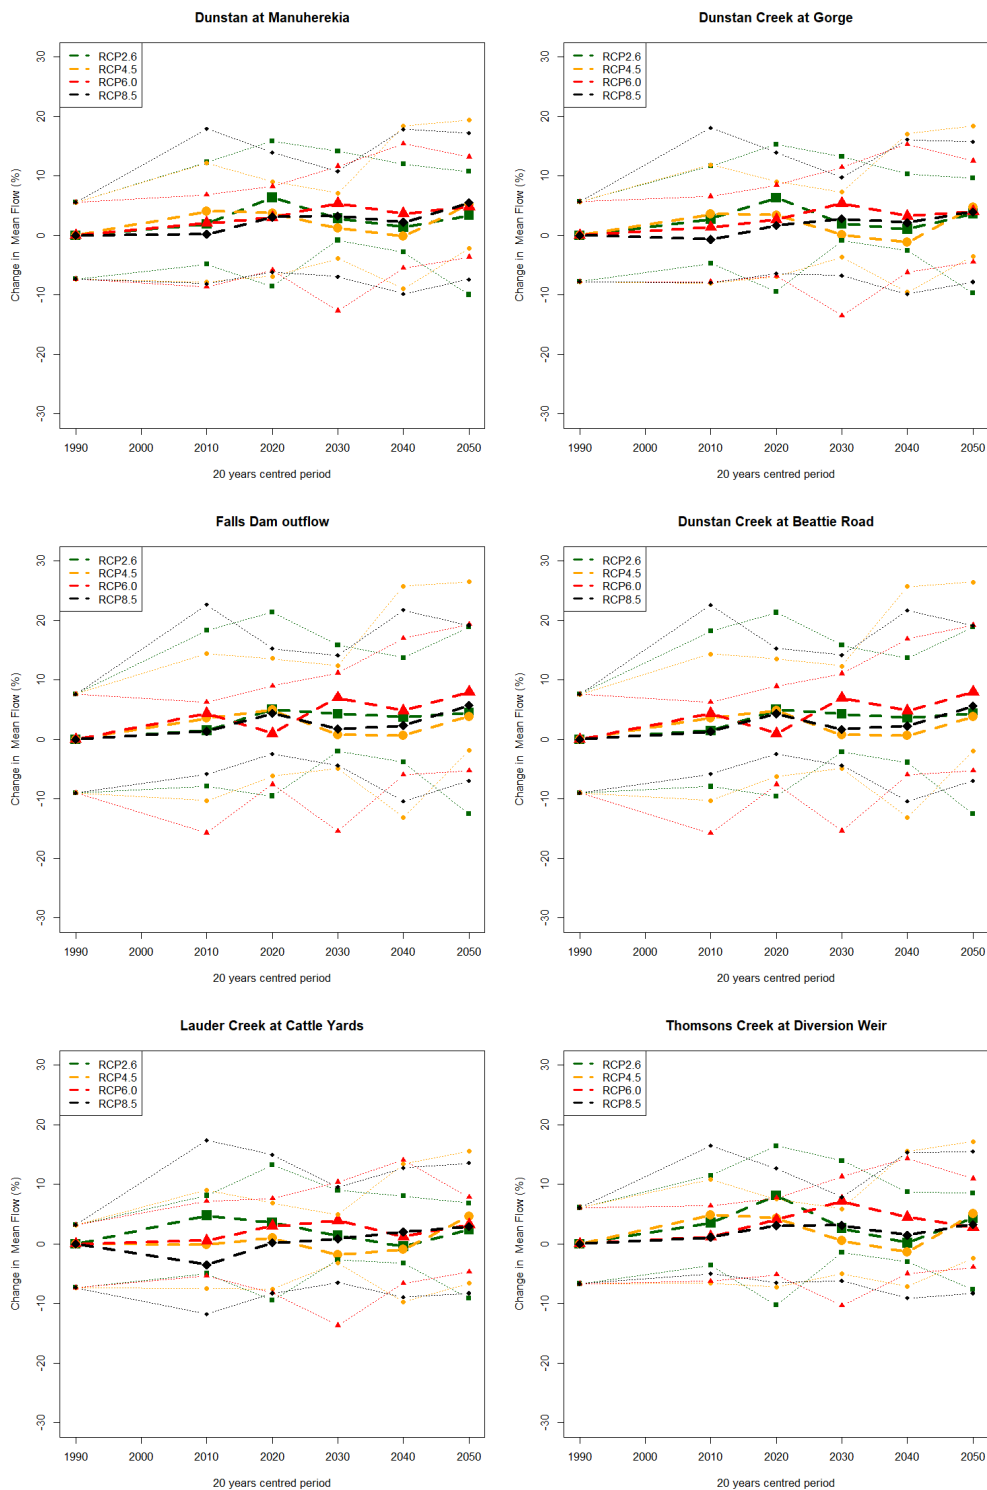 Dunstan at Manuherekia
Change in Mean Flow (%)
30
20
10
0
-10
-20
-30
RCP2.6
RCP4.5
RCP6.0
RCP8.5
1990 2000 2010 2020 2030 2040 2050
20 years centred period
Dunstan Creek at Gorge
Change in Mean Flow (%)
30
20
10
0
-10
-20
-30
RCP2.6
RCP4.5
RCP6.0
RCP8.5
1990 2000 2010 2020 2030 2040 2050
20 years centred period
Falls Dam outflow
Change in Mean Flow (%)
30
20
10
0
-10
-20
-30
RCP2.6
RCP4.5
RCP6.0
RCP8.5
1990 2000 2010 2020 2030 2040 2050
20 years centred period
Dunstan Creek at Beattie Road
Change in Mean Flow (%)
30
20
10
0
-10
-20
-30
RCP2.6
RCP4.5
RCP6.0
RCP8.5
1990 2000 2010 2020 2030 2040 2050
20 years centred period
Lauder Creek at Cattle Yards
Change in Mean Flow (%)
30
20
10
0
-10
-20
-30
RCP2.6
RCP4.5
RCP6.0
RCP8.5
1990 2000 2010 2020 2030 2040 2050
20 years centred period
Thomsons Creek at Diversion Weir
Change in Mean Flow (%)
30
20
10
0
-10
-20
-30
RCP2.6
RCP4.5
RCP6.0
RCP8.5
1990 2000 2010 2020 2030 2040 2050
20 years centred period